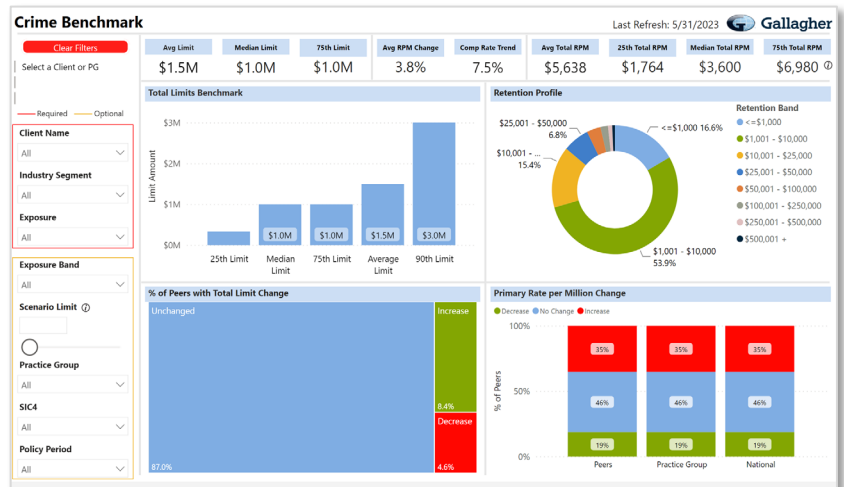 Crime Benchmark
Last Refresh: 5/31/2023
G Gallagher
Clear Filters
Select a Client or PG
Required
Optional
Client Name
All
Industry Segment
All
Exposure
All
Exposure Band
All
Scenario Limit
Practice Group
All
SIC4
All
Policy Period
All
Avg Limit
$1.5M
Median Limit
$1.0M
75th Limit
$1.0M
Avg RPM Change
3.8%
Comp Rate Trend
7.5%
Avg Total RPM
$5,638
25th Total RPM
$1,764
Median Total RPM
$3,600
75th Total RPM
$6,980
Total Limits Benchmark
Limit Amount
$3M
$2M
$1M
$0M
$1.0M
$1.0M
$1.5M
$3.0M
25th Limit
Median
Limit
75th Limit
Average
Limit
90th Limit
Retention Profile
$25,001 - $50,000
6.8%
<=$1,000 16.6%
$10,001 - ...
15.4%
$1,001 - $10,000
53.9%
Retention Band
<=$1,000
$1,001 - $10,000
$10,001 - $25,000
$25,001 - $50,000
$50,001 - $100,000
$100,001 - $250,000
$250,001 - $500,000
$500,001 +
% of Peers with Total Limit Change
Unchanged
87.0%
Increase
8.4%
Decrease
4.6%
Primary Rate per Million Change
Decrease
No Change
Increase
% of Peers
100%
50%
0%
35%
35%
35%
46%
46%
46%
19%
19%
19%
Peers
Practice Group
National